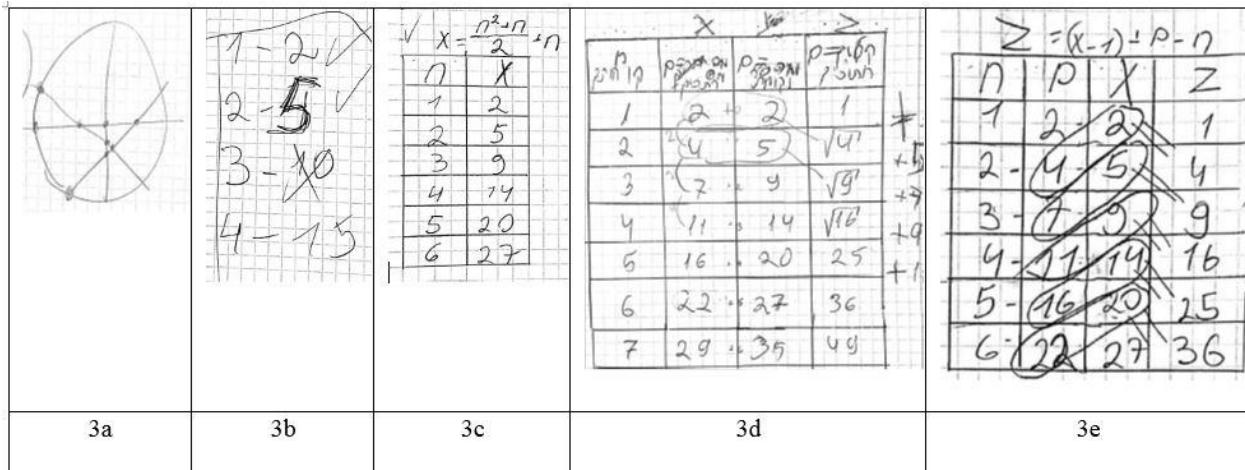 1 - 2 ✓
2 - 5 ✓
3 - 10
4 - 15
3b
✓ X = n²+n / 2 + n
n X
1 2
2 5
3 9
4 14
5 20
6 27
3c
X Z
1 2 2 1
2 4 5 √4
3 7 9 √9
4 11 14 √16
5 16 20 25
6 22 27 36
7 29 35 49
+5
+7
+9
3d
Z = (X-1) + P - n
n P X Z
1 2 - 2 1
2 - 4 - 5 4
3 - 7 9 9
4 - 11 14 16
5 - 16 20 25
6 - 22 27 36
3e
3a